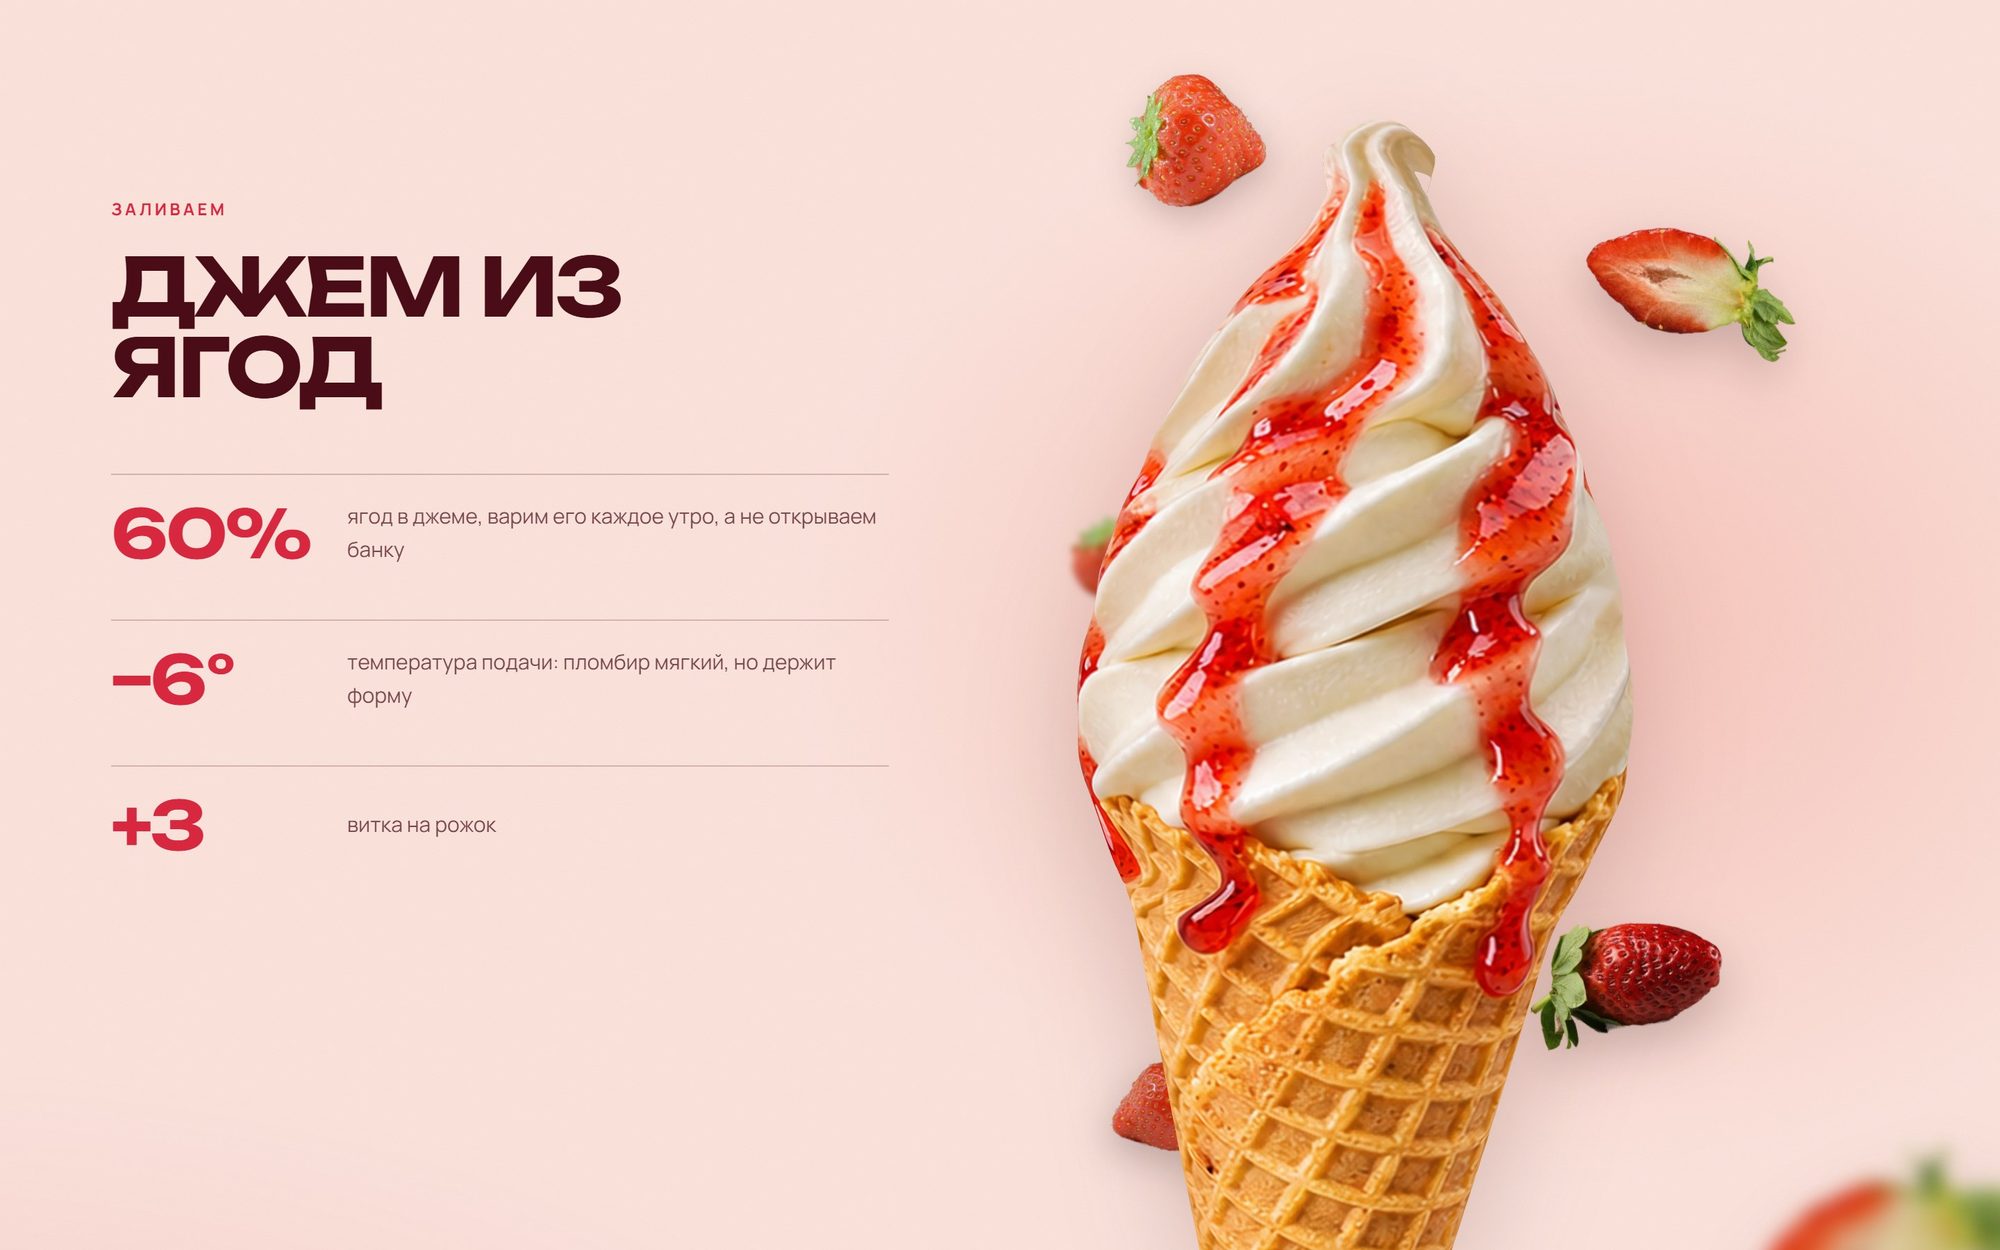 ЗАЛИВАЕМ
ДЖЕМ ИЗ
ЯГОД
60%
ягод в джеме, варим его каждое утро, а не открываем
банку
−6°
температура подачи: пломбир мягкий, но держит
форму
+3
витка на рожок